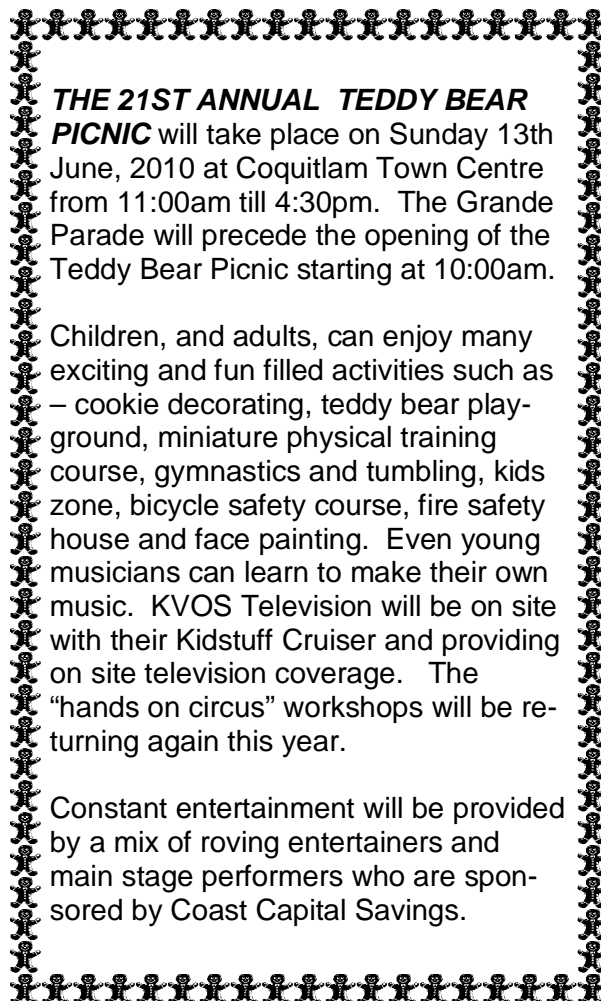 THE 21ST ANNUAL  TEDDY BEAR
PICNIC will take place on Sunday 13th
June, 2010 at Coquitlam Town Centre
from 11:00am till 4:30pm.  The Grande
Parade will precede the opening of the
Teddy Bear Picnic starting at 10:00am.

Children, and adults, can enjoy many
exciting and fun filled activities such as
– cookie decorating, teddy bear play-
ground, miniature physical training
course, gymnastics and tumbling, kids
zone, bicycle safety course, fire safety
house and face painting.  Even young
musicians can learn to make their own
music.  KVOS Television will be on site
with their Kidstuff Cruiser and providing
on site television coverage.   The
“hands on circus” workshops will be re-
turning again this year.

Constant entertainment will be provided
by a mix of roving entertainers and
main stage performers who are spon-
sored by Coast Capital Savings.